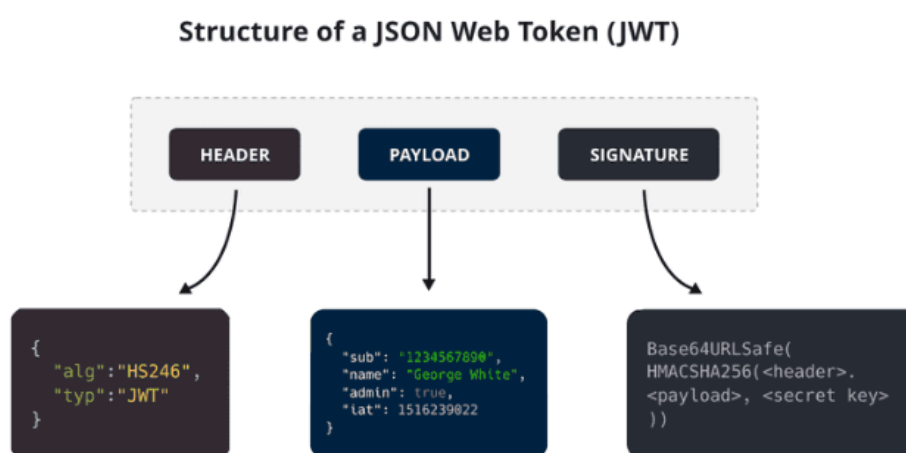 Structure of a JSON Web Token (JWT)
HEADER
PAYLOAD
SIGNATURE
{
"alg":"HS246",
"typ":"JWT"
}
{
"sub": "1234567890",
"name": "George White",
"admin": true,
"iat": 1516239022
}
Base64URLSafe(
HMACSHA256(<header>.
<payload>, <secret key>
))